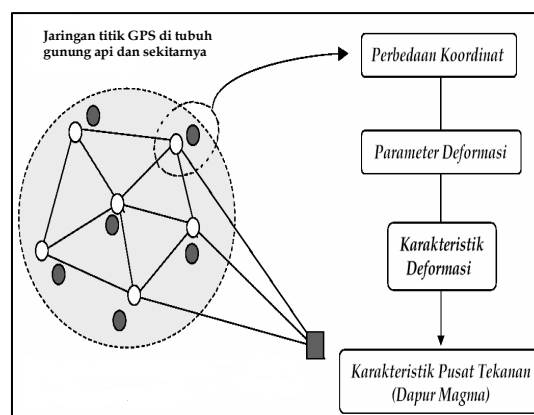 Jaringan titik GPS di tubuh
gunung api dan sekitarnya
Perbedaan Koordinat
Parameter Deformasi
Karakteristik
Deformasi
Karakteristik Pusat Tekanan
(Dapur Magma)